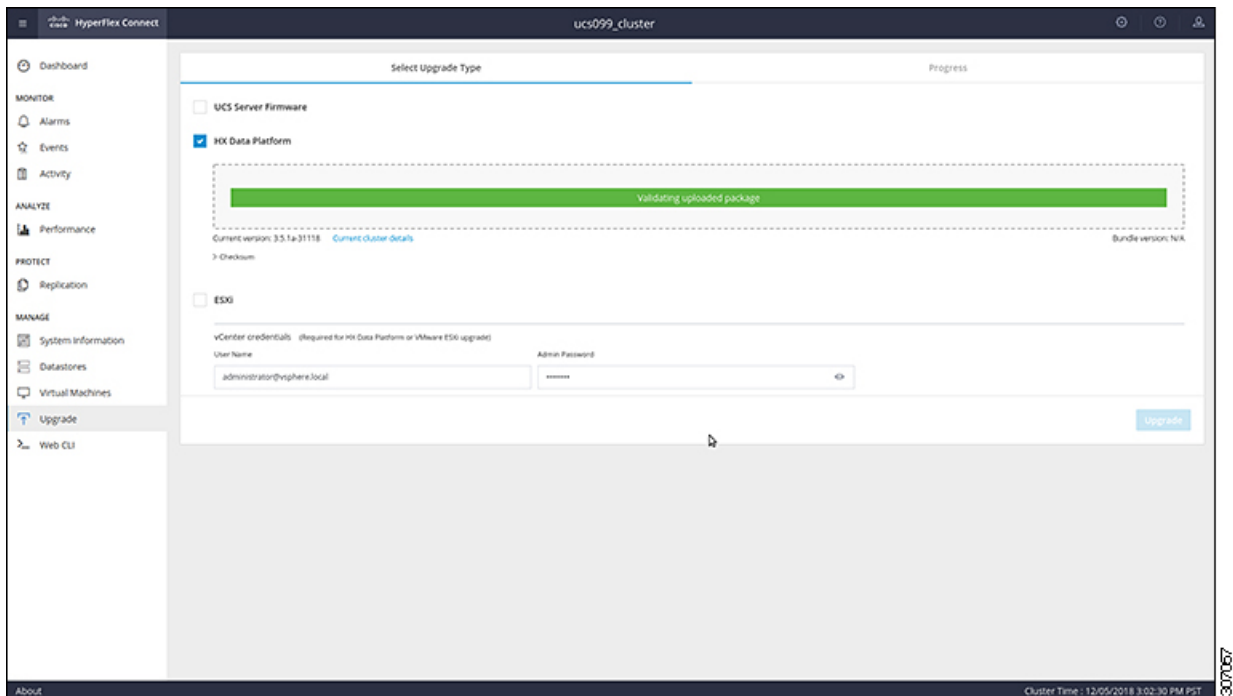 cisco HyperFlex Connect
ucs099_cluster
Dashboard
MONITOR
Alarms
Events
Activity
ANALYZE
Performance
PROTECT
Replication
MANAGE
System Information
Datastores
Virtual Machines
Upgrade
Web CLI
Select Upgrade Type
Progress
UCS Server Firmware
HX Data Platform
Validating uploaded package
Current version: 3.5.1a-31118 Current cluster details
Bundle version: N/A
> Checksum
ESXi
vCenter credentials (Required for HX Data Platform or VMware ESXi upgrade)
User Name
Admin Password
administrator@vsphere.local
•••••••
Upgrade
About
Cluster Time : 12/05/2018 3:02:30 PM PST
307067